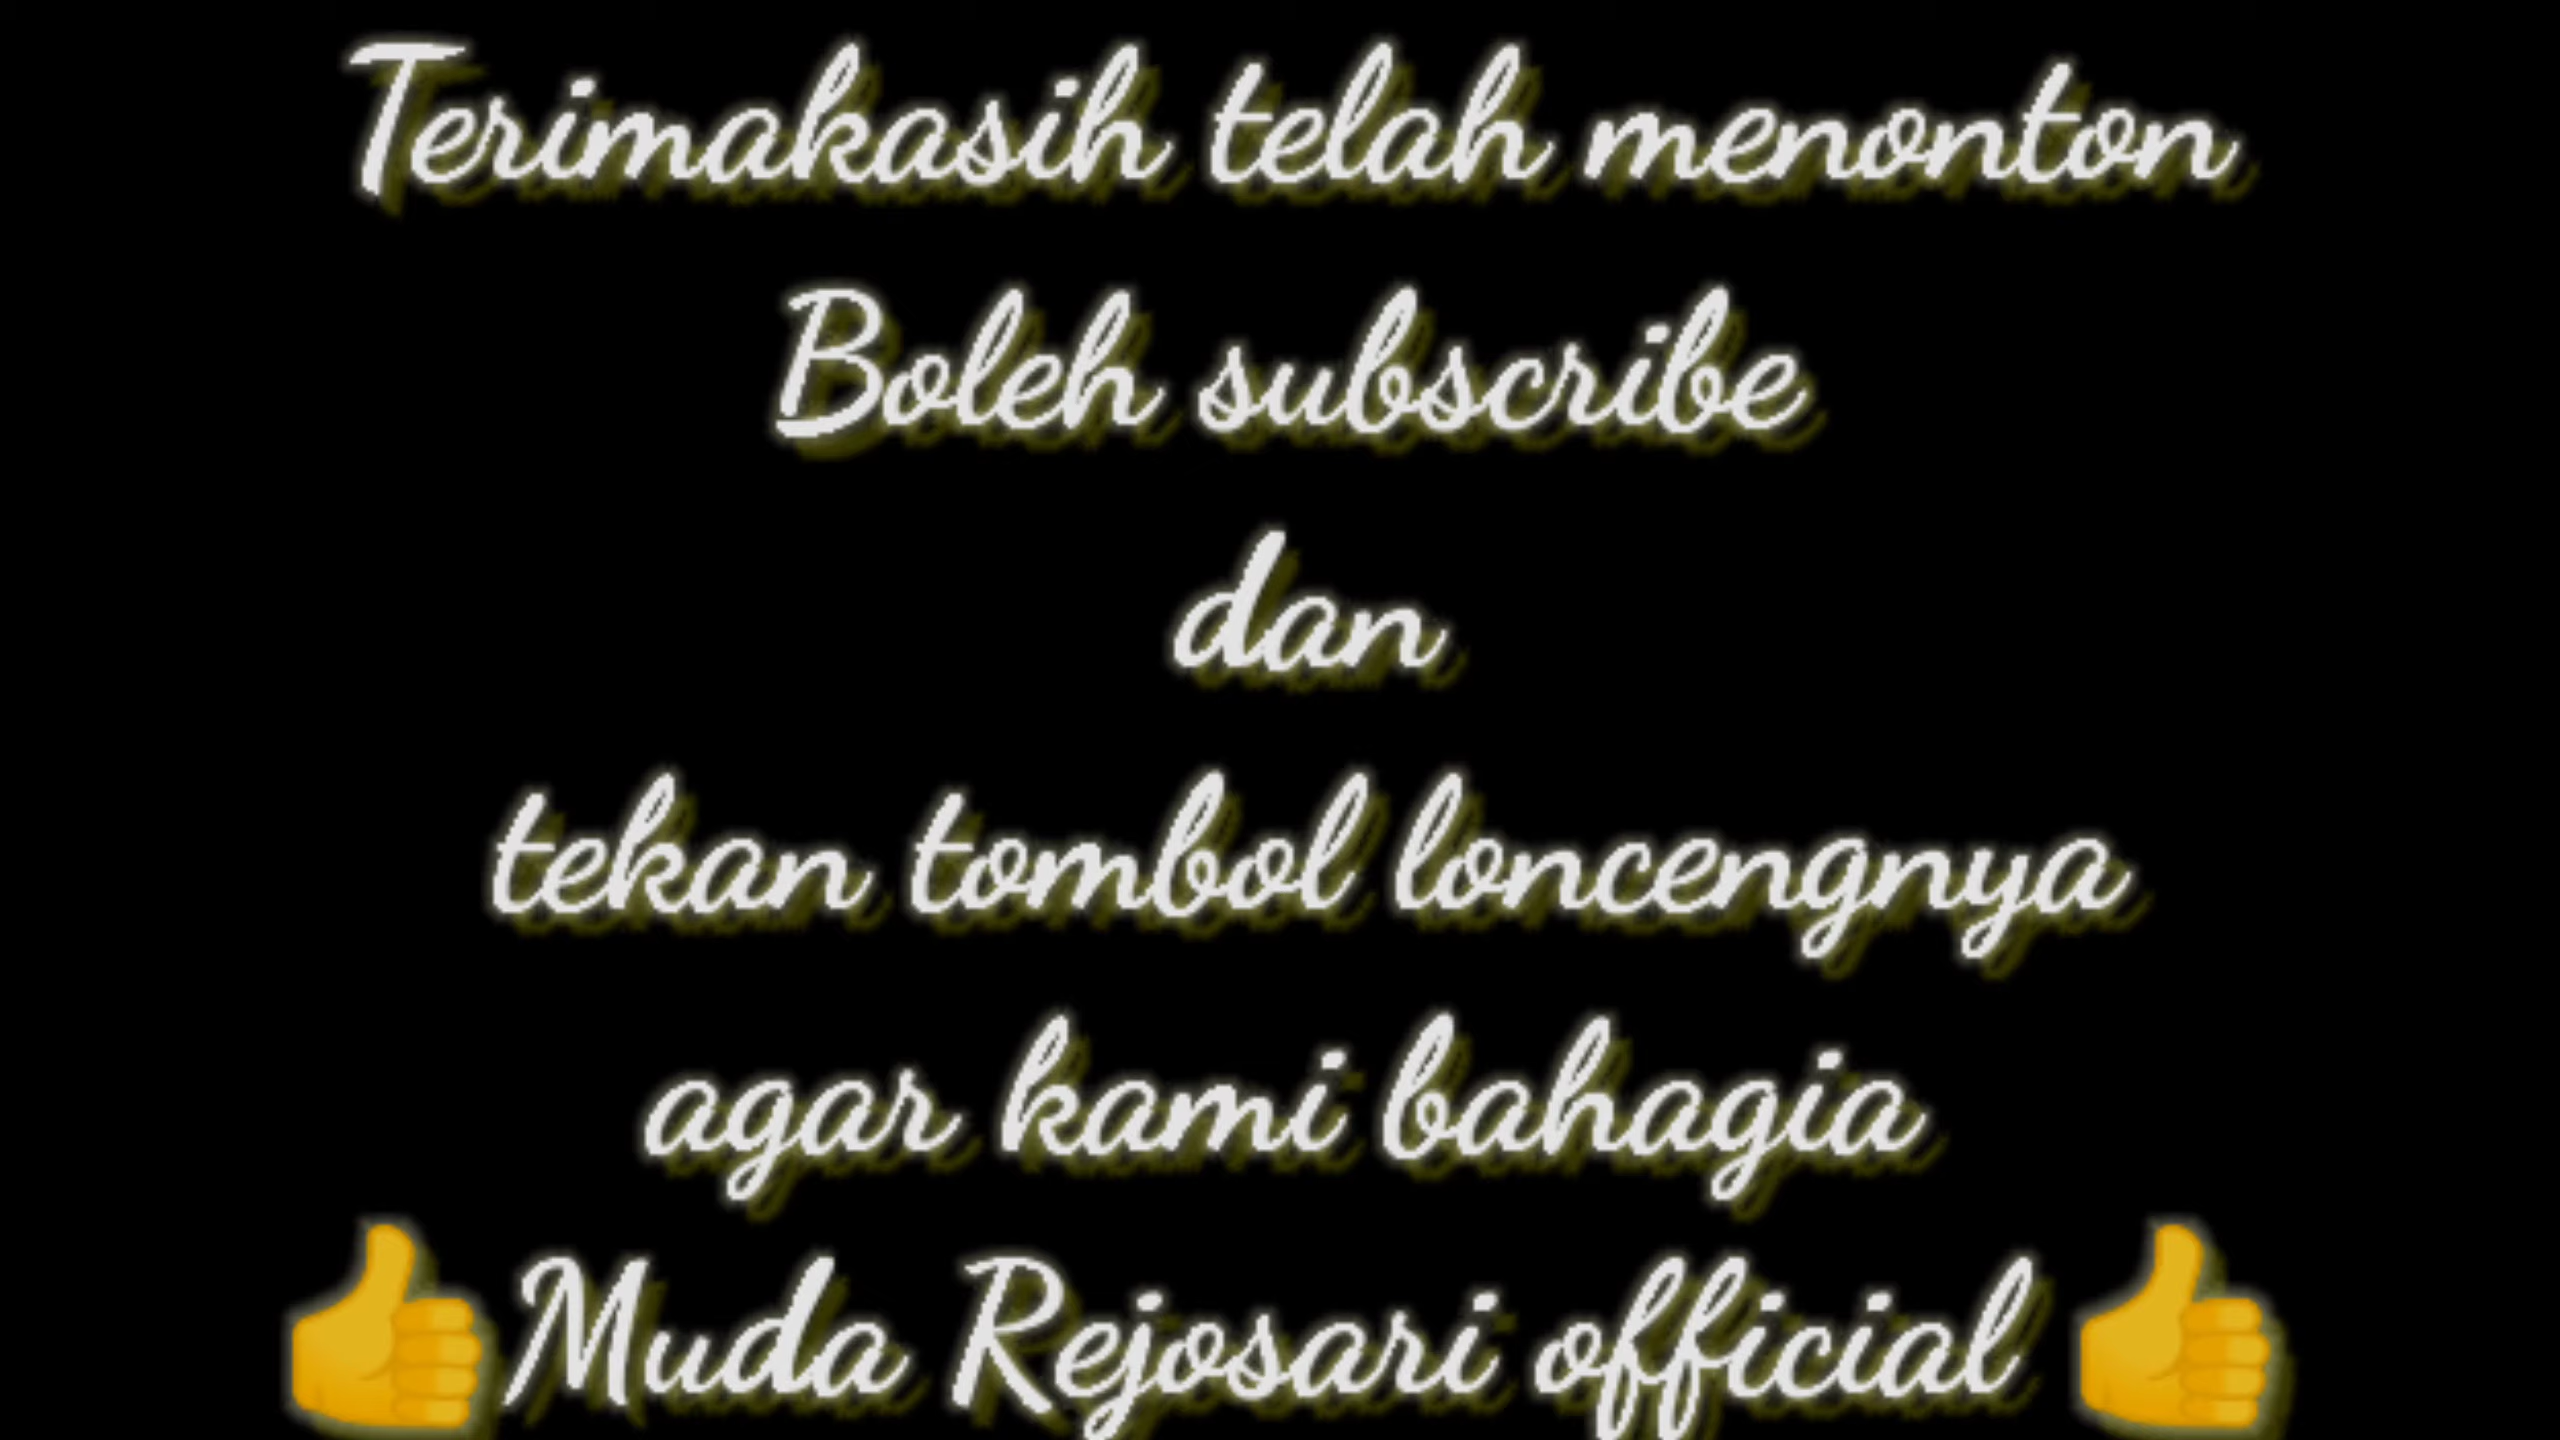 Terimakasih telah menonton
Boleh subscribe
dan
tekan tombol loncengnya
agar kami bahagia
👍Muda Rejosari official 👍